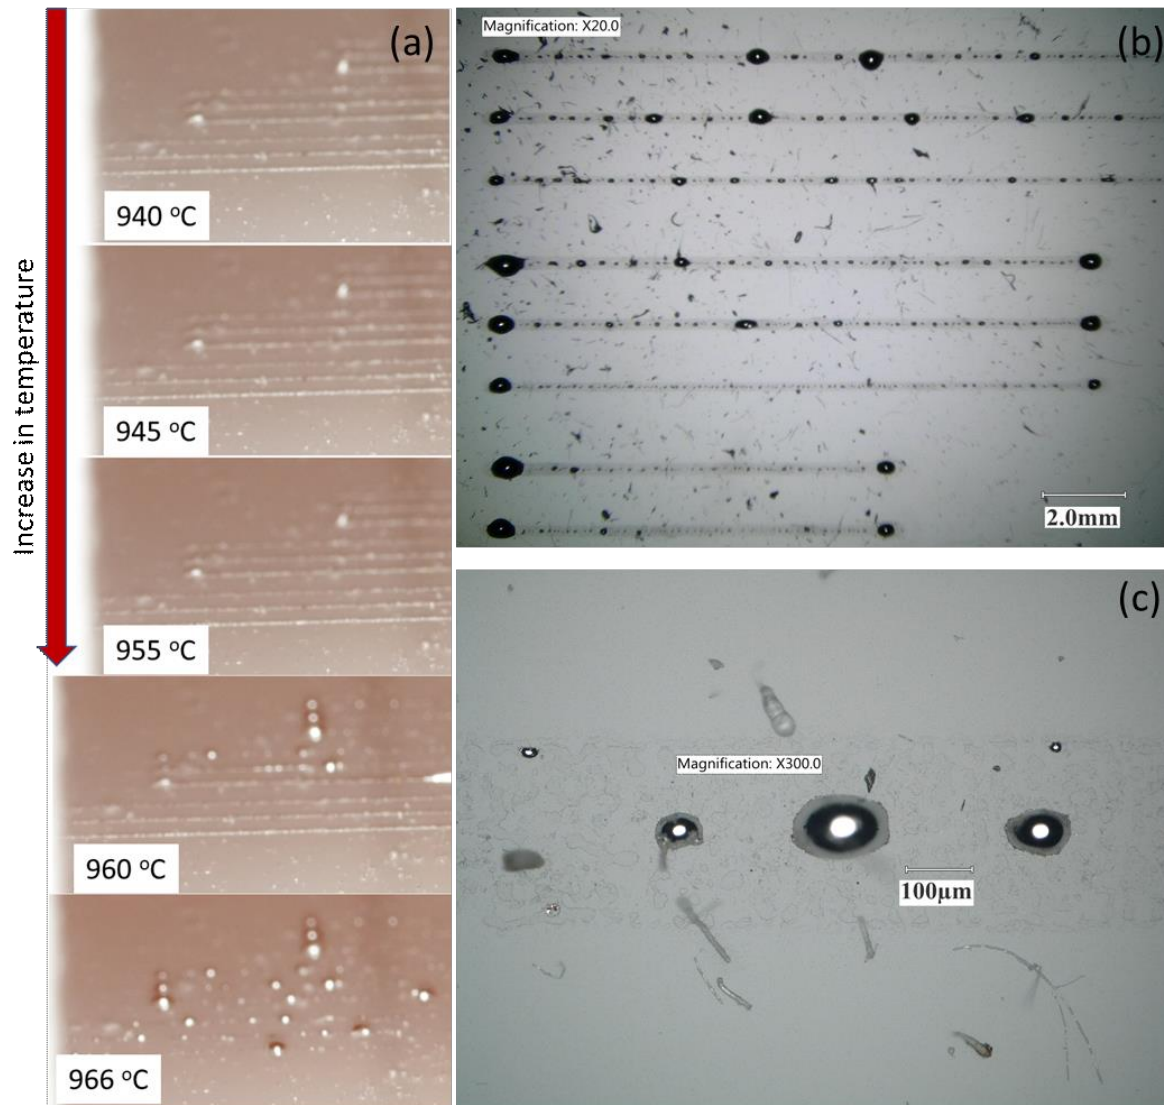 Increase in temperature
(a)
940 °C
945 °C
955 °C
960 °C
966 °C
Magnification: X20.0
(b)
2.0mm
(c)
Magnification: X300.0
100μm